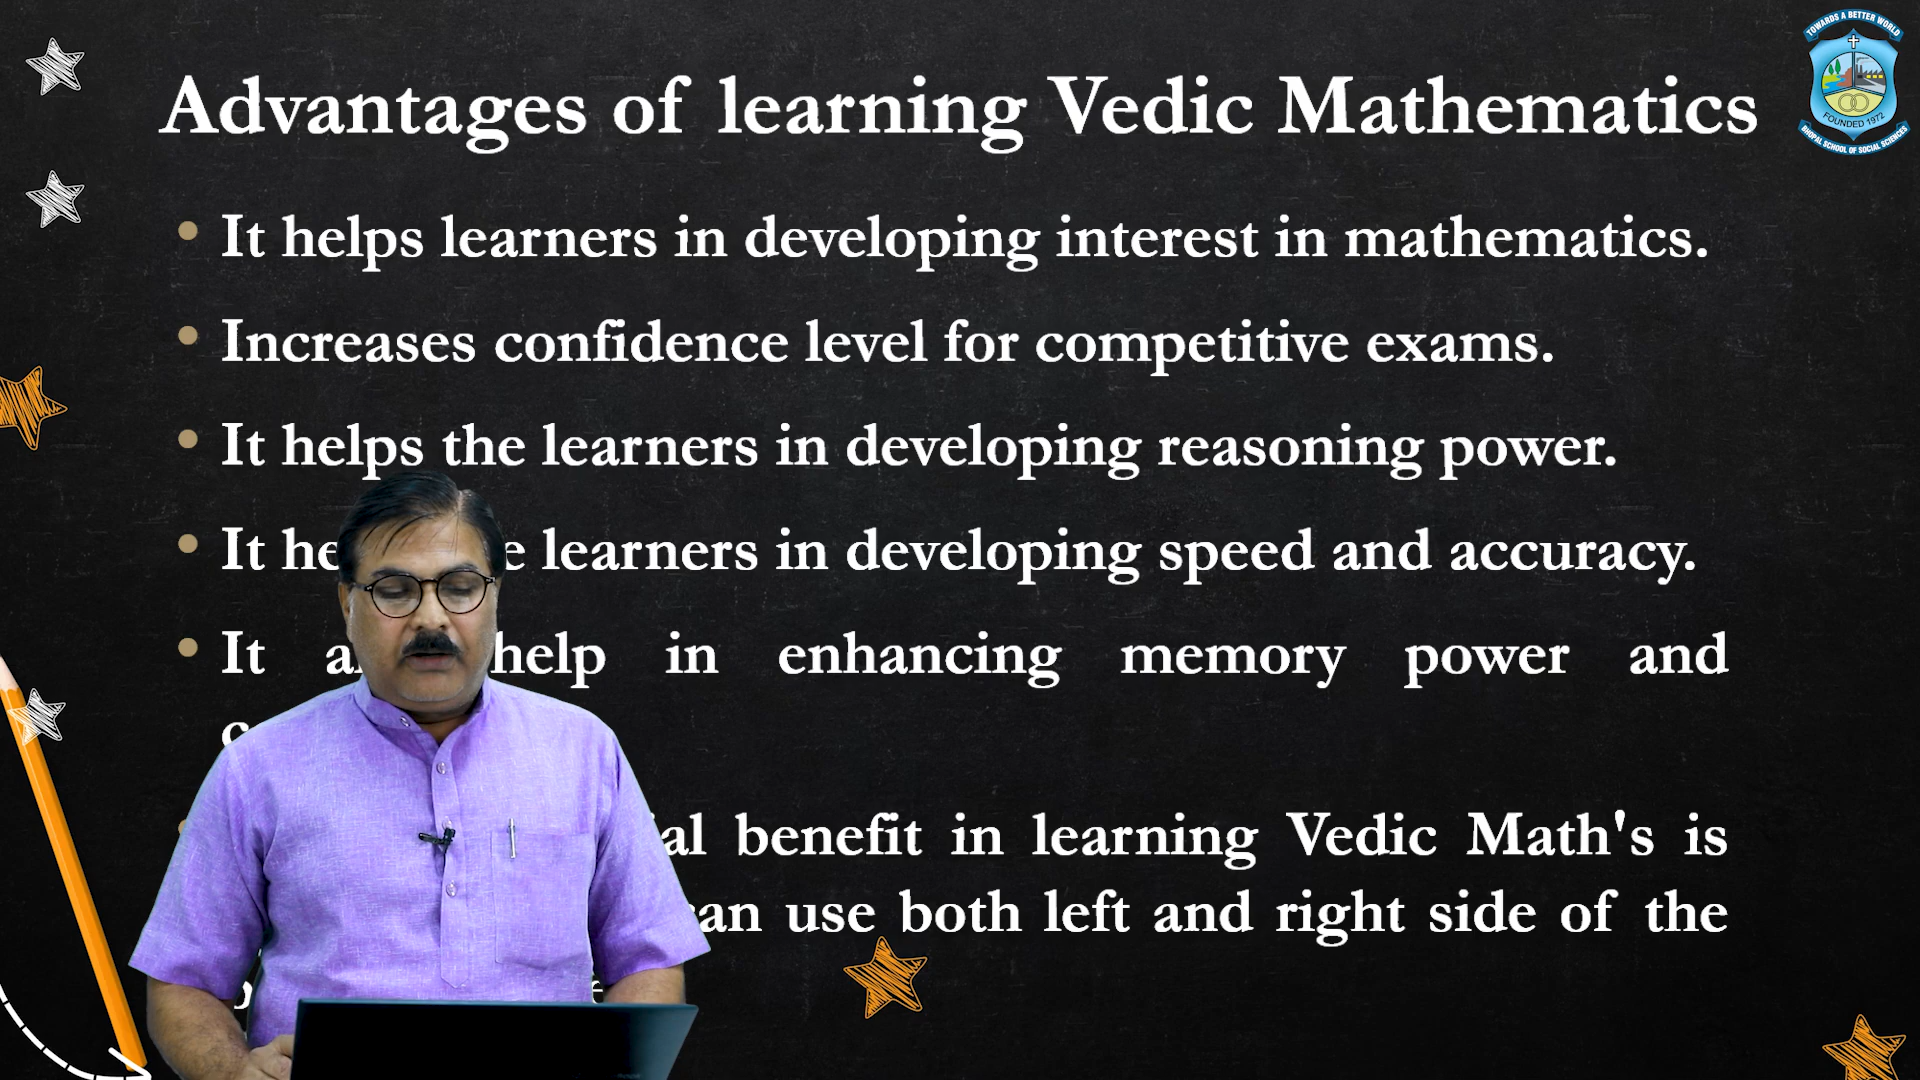 TOWARDS A BETTER WORLD
FOUNDED 1972
BHOPAL SCHOOL OF SOCIAL SCIENCES
Advantages of learning Vedic Mathematics
It helps learners in developing interest in mathematics.
Increases confidence level for competitive exams.
It helps the learners in developing reasoning power.
It learners in developing speed and accuracy.
It help in enhancing memory power and
benefit in learning Vedic Math's is
can use both left and right side of the